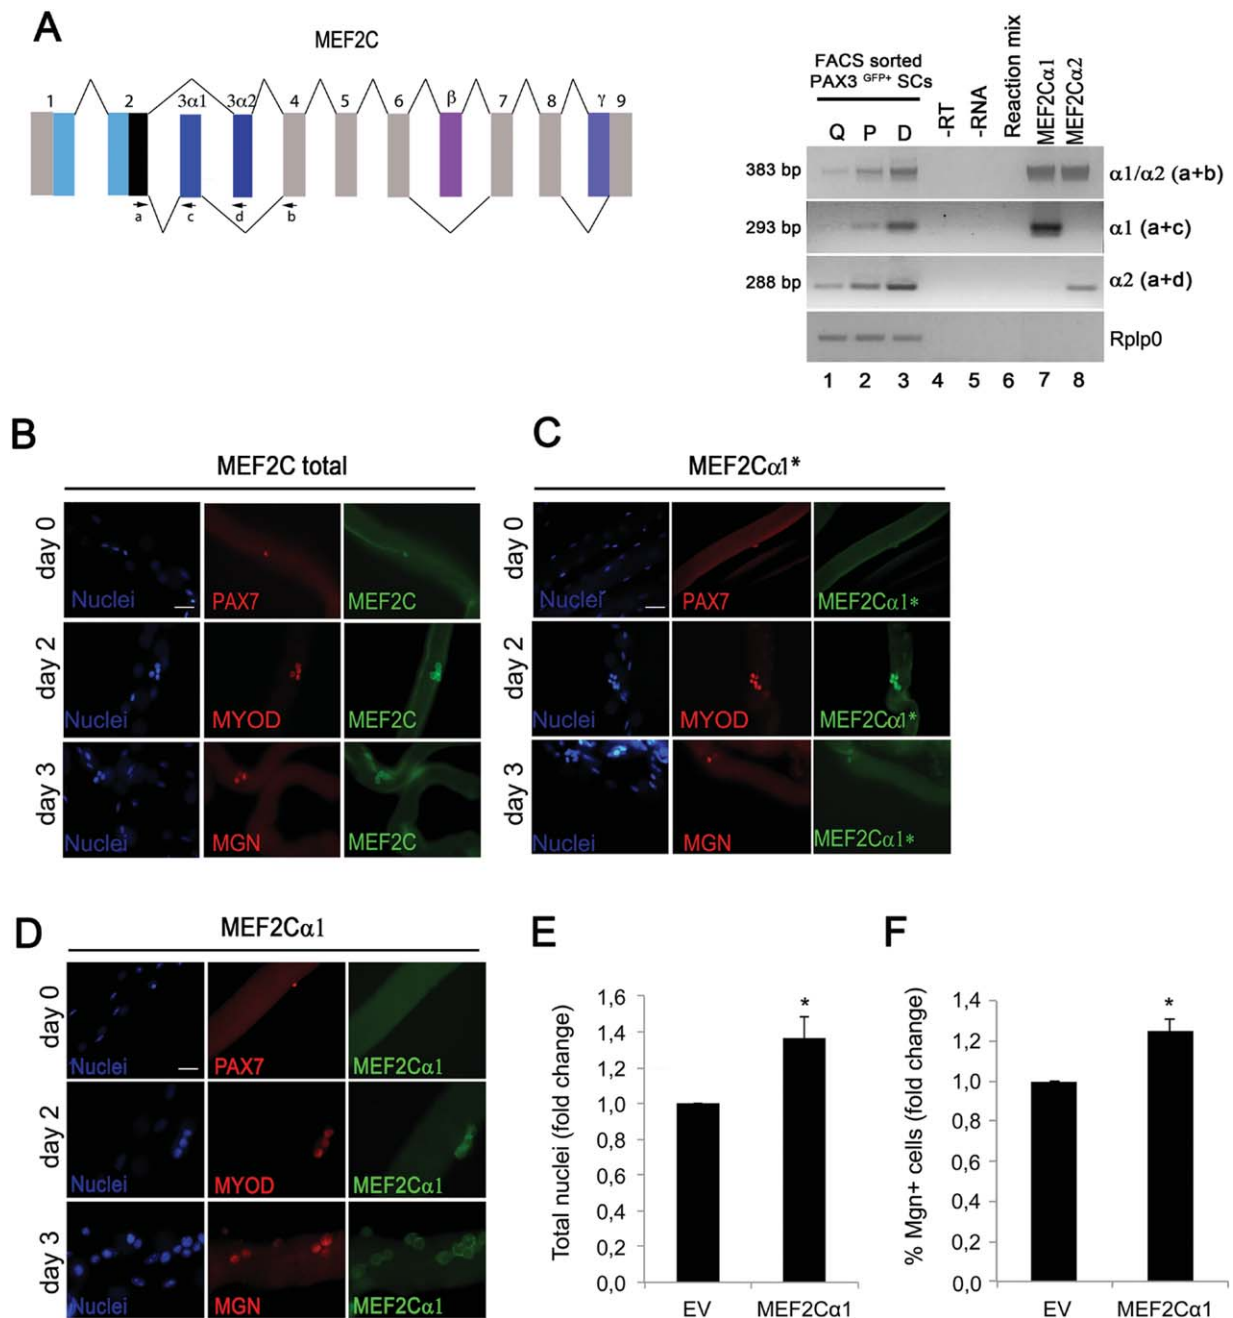 A
MEF2C
1 2 3α1 3α2 4 5 6 β 7 8 γ 9
a c d b
FACS sorted
PAX3 GFP+ SCs
Q P D -RT -RNA Reaction mix MEF2Cα1 MEF2Cα2
383 bp α1/α2 (a+b)
293 bp α1 (a+c)
288 bp α2 (a+d)
Rplp0
1 2 3 4 5 6 7 8
B
MEF2C total
day 0 Nuclei PAX7 MEF2C
day 2 Nuclei MYOD MEF2C
day 3 Nuclei MGN MEF2C
C
MEF2Cα1*
day 0 Nuclei PAX7 MEF2Cα1*
day 2 Nuclei MYOD MEF2Cα1*
day 3 Nuclei MGN MEF2Cα1*
D
MEF2Cα1
day 0 Nuclei PAX7 MEF2Cα1
day 2 Nuclei MYOD MEF2Cα1
day 3 Nuclei MGN MEF2Cα1
E
Total nuclei (fold change)
1,6
1,4
1,2
1,0
0,8
0,6
0,4
0,2
0,0
*
EV MEF2Cα1
F
% Mgn+ cells (fold change)
1,4
1,2
1,0
0,8
0,6
0,4
0,2
0,0
*
EV MEF2Cα1